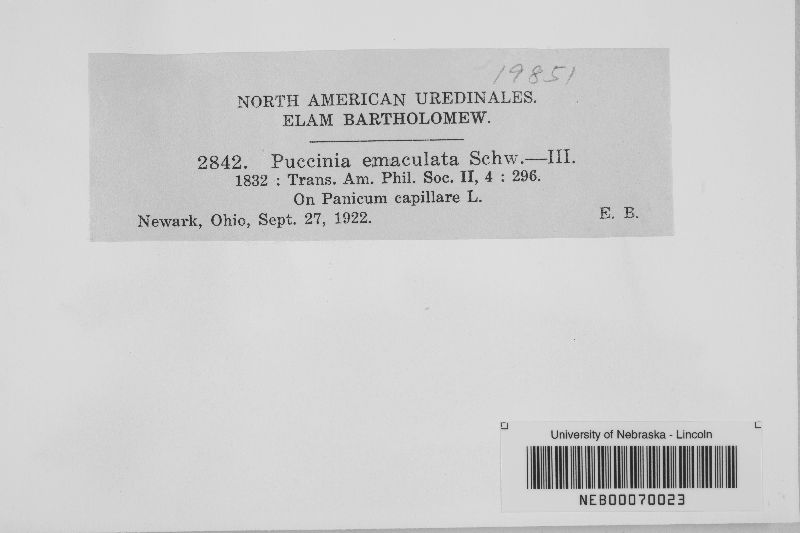 19851
NORTH AMERICAN UREDINALES.
ELAM BARTHOLOMEW.
2842. Puccinia emaculata Schw.—III.
1832 : Trans. Am. Phil. Soc. II, 4 : 296.
On Panicum capillare L.
Newark, Ohio, Sept. 27, 1922. E. B.
University of Nebraska - Lincoln
NEB00070023